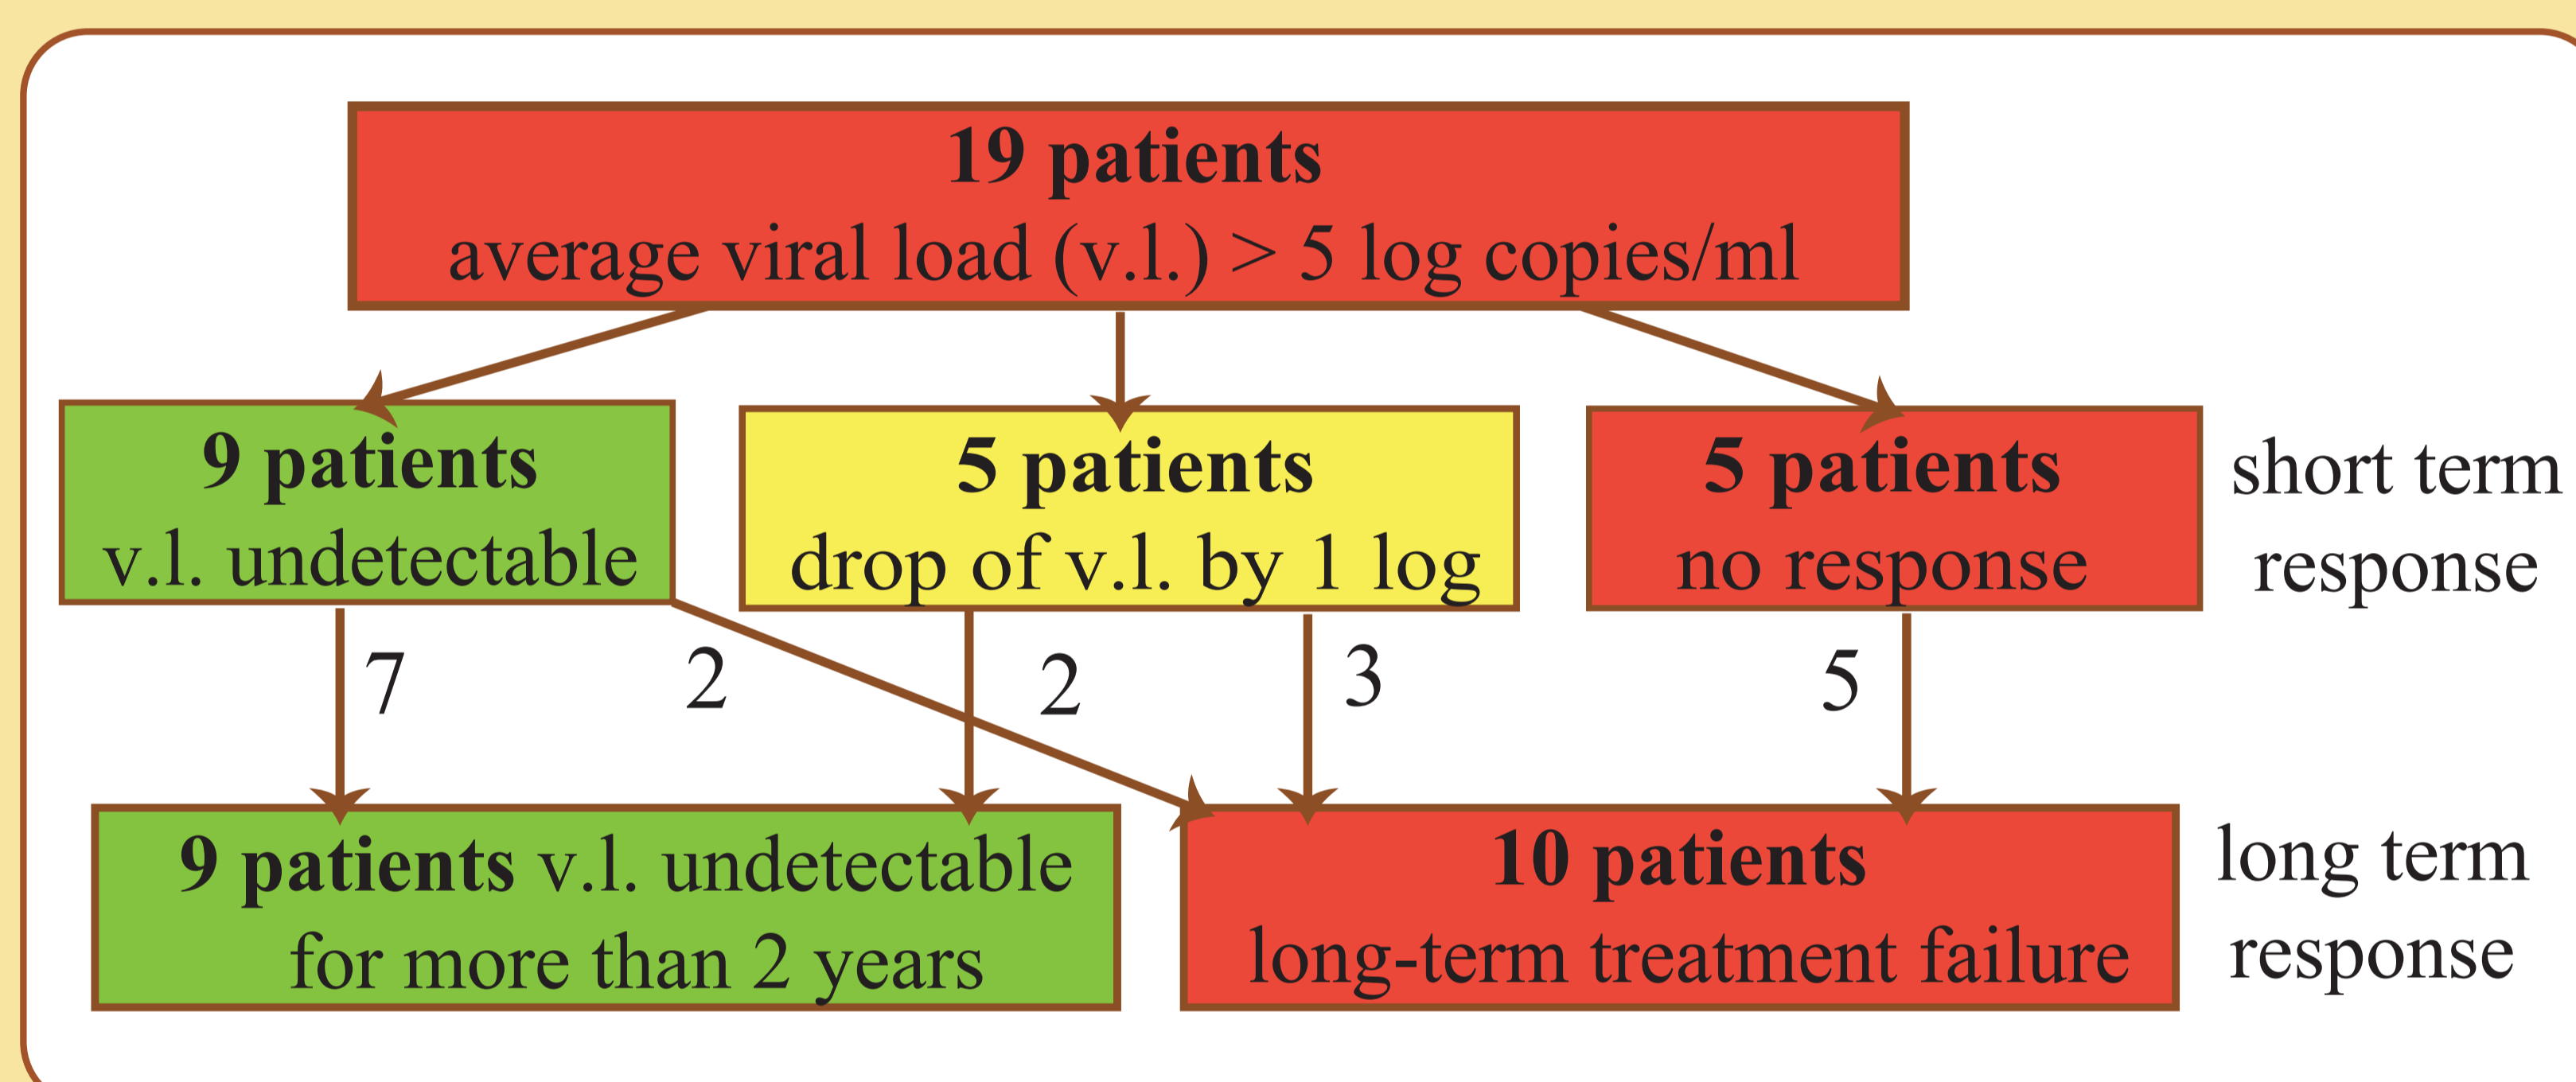 19 patients
average viral load (v.l.) > 5 log copies/ml
9 patients
v.l. undetectable
5 patients
drop of v.l. by 1 log
5 patients
no response
short term
response
7
2
2
3
5
9 patients v.l. undetectable
for more than 2 years
10 patients
long-term treatment failure
long term
response